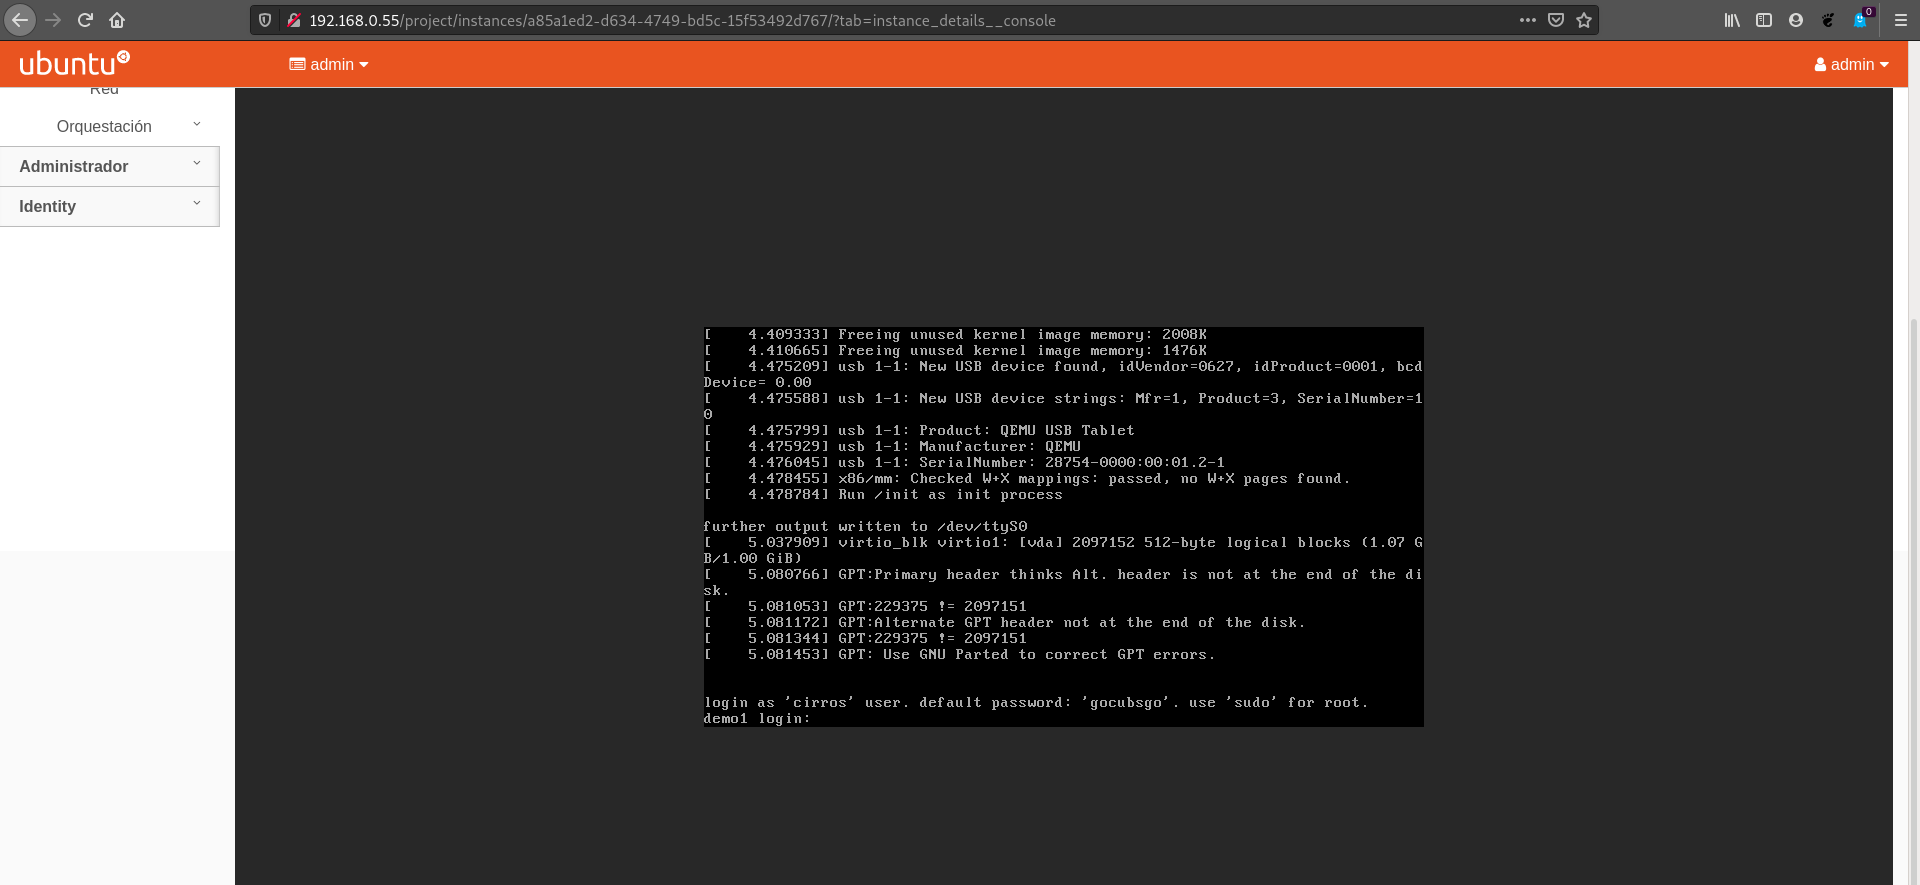 192.168.0.55/project/instances/a85a1ed2-d634-4749-bd5c-15f53492d767/?tab=instance_details__console
0
ubuntu
admin
admin
Red
Orquestación
Administrador
Identity
[    4.409333] Freeing unused kernel image memory: 2008K
[    4.410665] Freeing unused kernel image memory: 1476K
[    4.475209] usb 1-1: New USB device found, idVendor=0627, idProduct=0001, bcd
Device= 0.00
[    4.475588] usb 1-1: New USB device strings: Mfr=1, Product=3, SerialNumber=1
0
[    4.475799] usb 1-1: Product: QEMU USB Tablet
[    4.475929] usb 1-1: Manufacturer: QEMU
[    4.476045] usb 1-1: SerialNumber: 28754-0000:00:01.2-1
[    4.478455] x86/mm: Checked W+X mappings: passed, no W+X pages found.
[    4.478784] Run /init as init process
further output written to /dev/ttyS0
[    5.037909] virtio_blk virtio1: [vda] 2097152 512-byte logical blocks (1.07 G
B/1.00 GiB)
[    5.080766] GPT:Primary header thinks Alt. header is not at the end of the di
sk.
[    5.081053] GPT:229375 != 2097151
[    5.081172] GPT:Alternate GPT header not at the end of the disk.
[    5.081344] GPT:229375 != 2097151
[    5.081453] GPT: Use GNU Parted to correct GPT errors.
login as 'cirros' user. default password: 'gocubsgo'. use 'sudo' for root.
demo1 login: